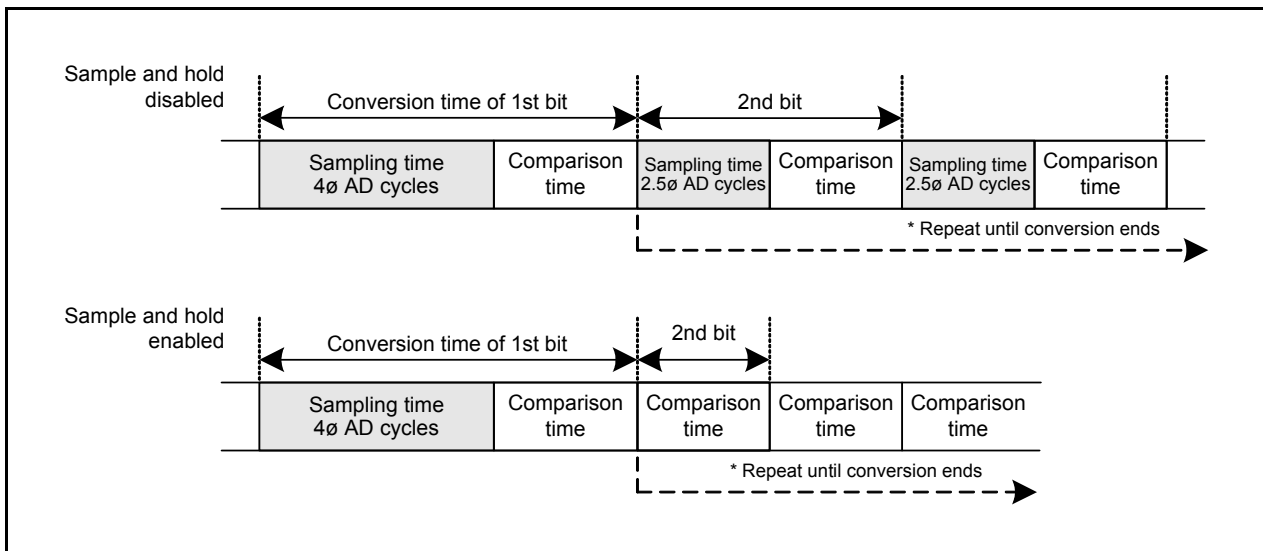 Sample and hold
disabled
Conversion time of 1st bit
2nd bit
Sampling time
4ø AD cycles
Comparison
time
Sampling time
2.5ø AD cycles
Comparison
time
Sampling time
2.5ø AD cycles
Comparison
time
* Repeat until conversion ends
Sample and hold
enabled
Conversion time of 1st bit
2nd bit
Sampling time
4ø AD cycles
Comparison
time
Comparison
time
Comparison
time
Comparison
time
* Repeat until conversion ends